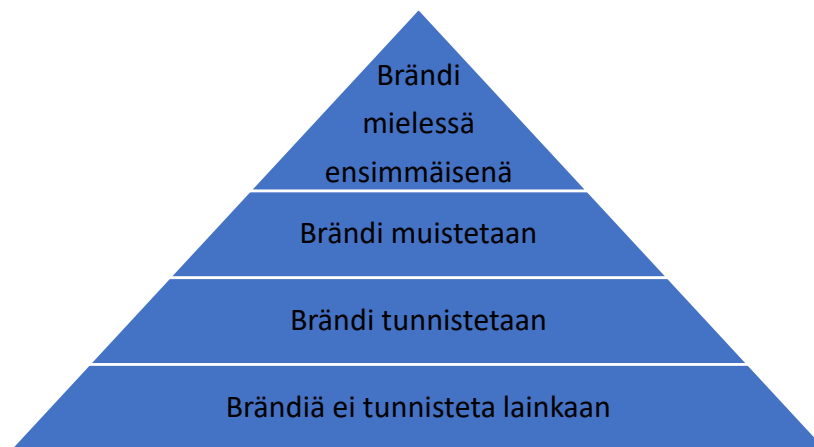 Brändi
mielessä
ensimmäisenä
Brändi muistetaan
Brändi tunnistetaan
Brändiä ei tunnisteta lainkaan